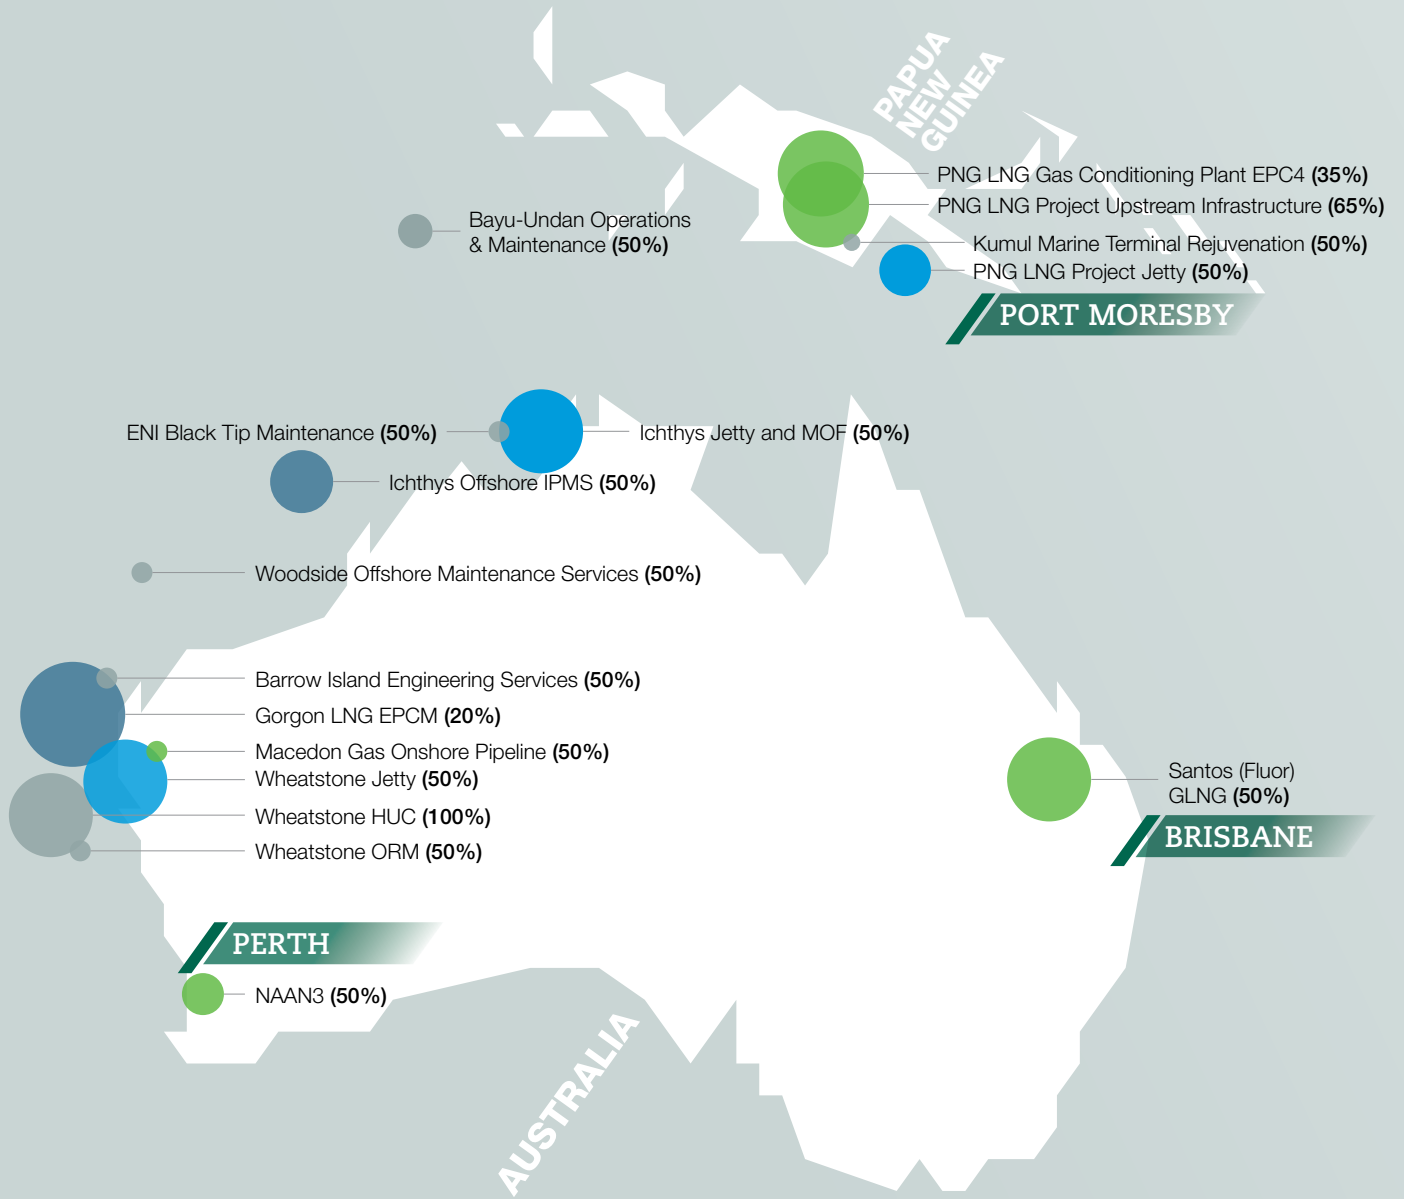 PAPUA
NEW
GUINEA
PNG LNG Gas Conditioning Plant EPC4 (35%)
PNG LNG Project Upstream Infrastructure (65%)
Bayu-Undan Operations
& Maintenance (50%)
Kumul Marine Terminal Rejuvenation (50%)
PNG LNG Project Jetty (50%)
PORT MORESBY
ENI Black Tip Maintenance (50%)
Ichthys Jetty and MOF (50%)
Ichthys Offshore IPMS (50%)
Woodside Offshore Maintenance Services (50%)
Barrow Island Engineering Services (50%)
Gorgon LNG EPCM (20%)
Macedon Gas Onshore Pipeline (50%)
Wheatstone Jetty (50%)
Wheatstone HUC (100%)
Wheatstone ORM (50%)
Santos (Fluor)
GLNG (50%)
BRISBANE
PERTH
NAAN3 (50%)
AUSTRALIA